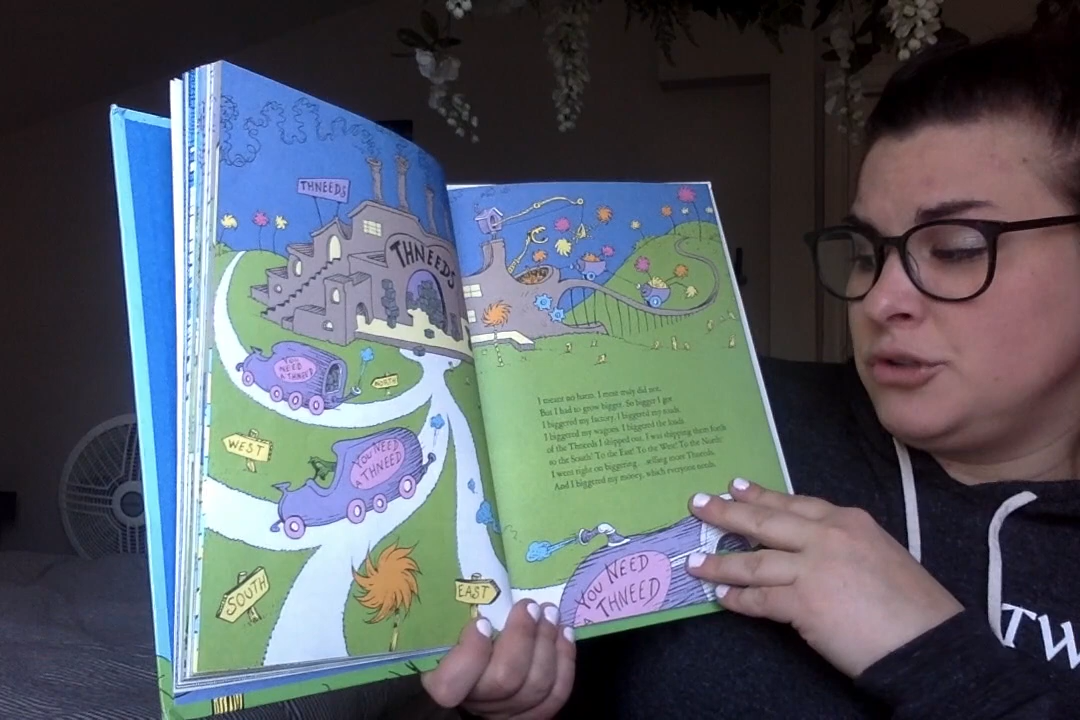 THNEEDS
THNEEDS
YOU
NEED
A THNEED
NORTH
WEST
YOU NEED
A THNEED
SOUTH
EAST
I meant no harm. I most truly did not.
But I had to grow bigger. So bigger I got.
I biggered my factory. I biggered my roads.
I biggered my wagons. I biggered the loads
of the Thneeds I shipped out. I was shipping them forth
to the South! To the East! To the West! To the North!
I went right on biggering... selling more Thneeds.
And I biggered my money, which everyone needs.
YOU NEED
A THNEED
TW